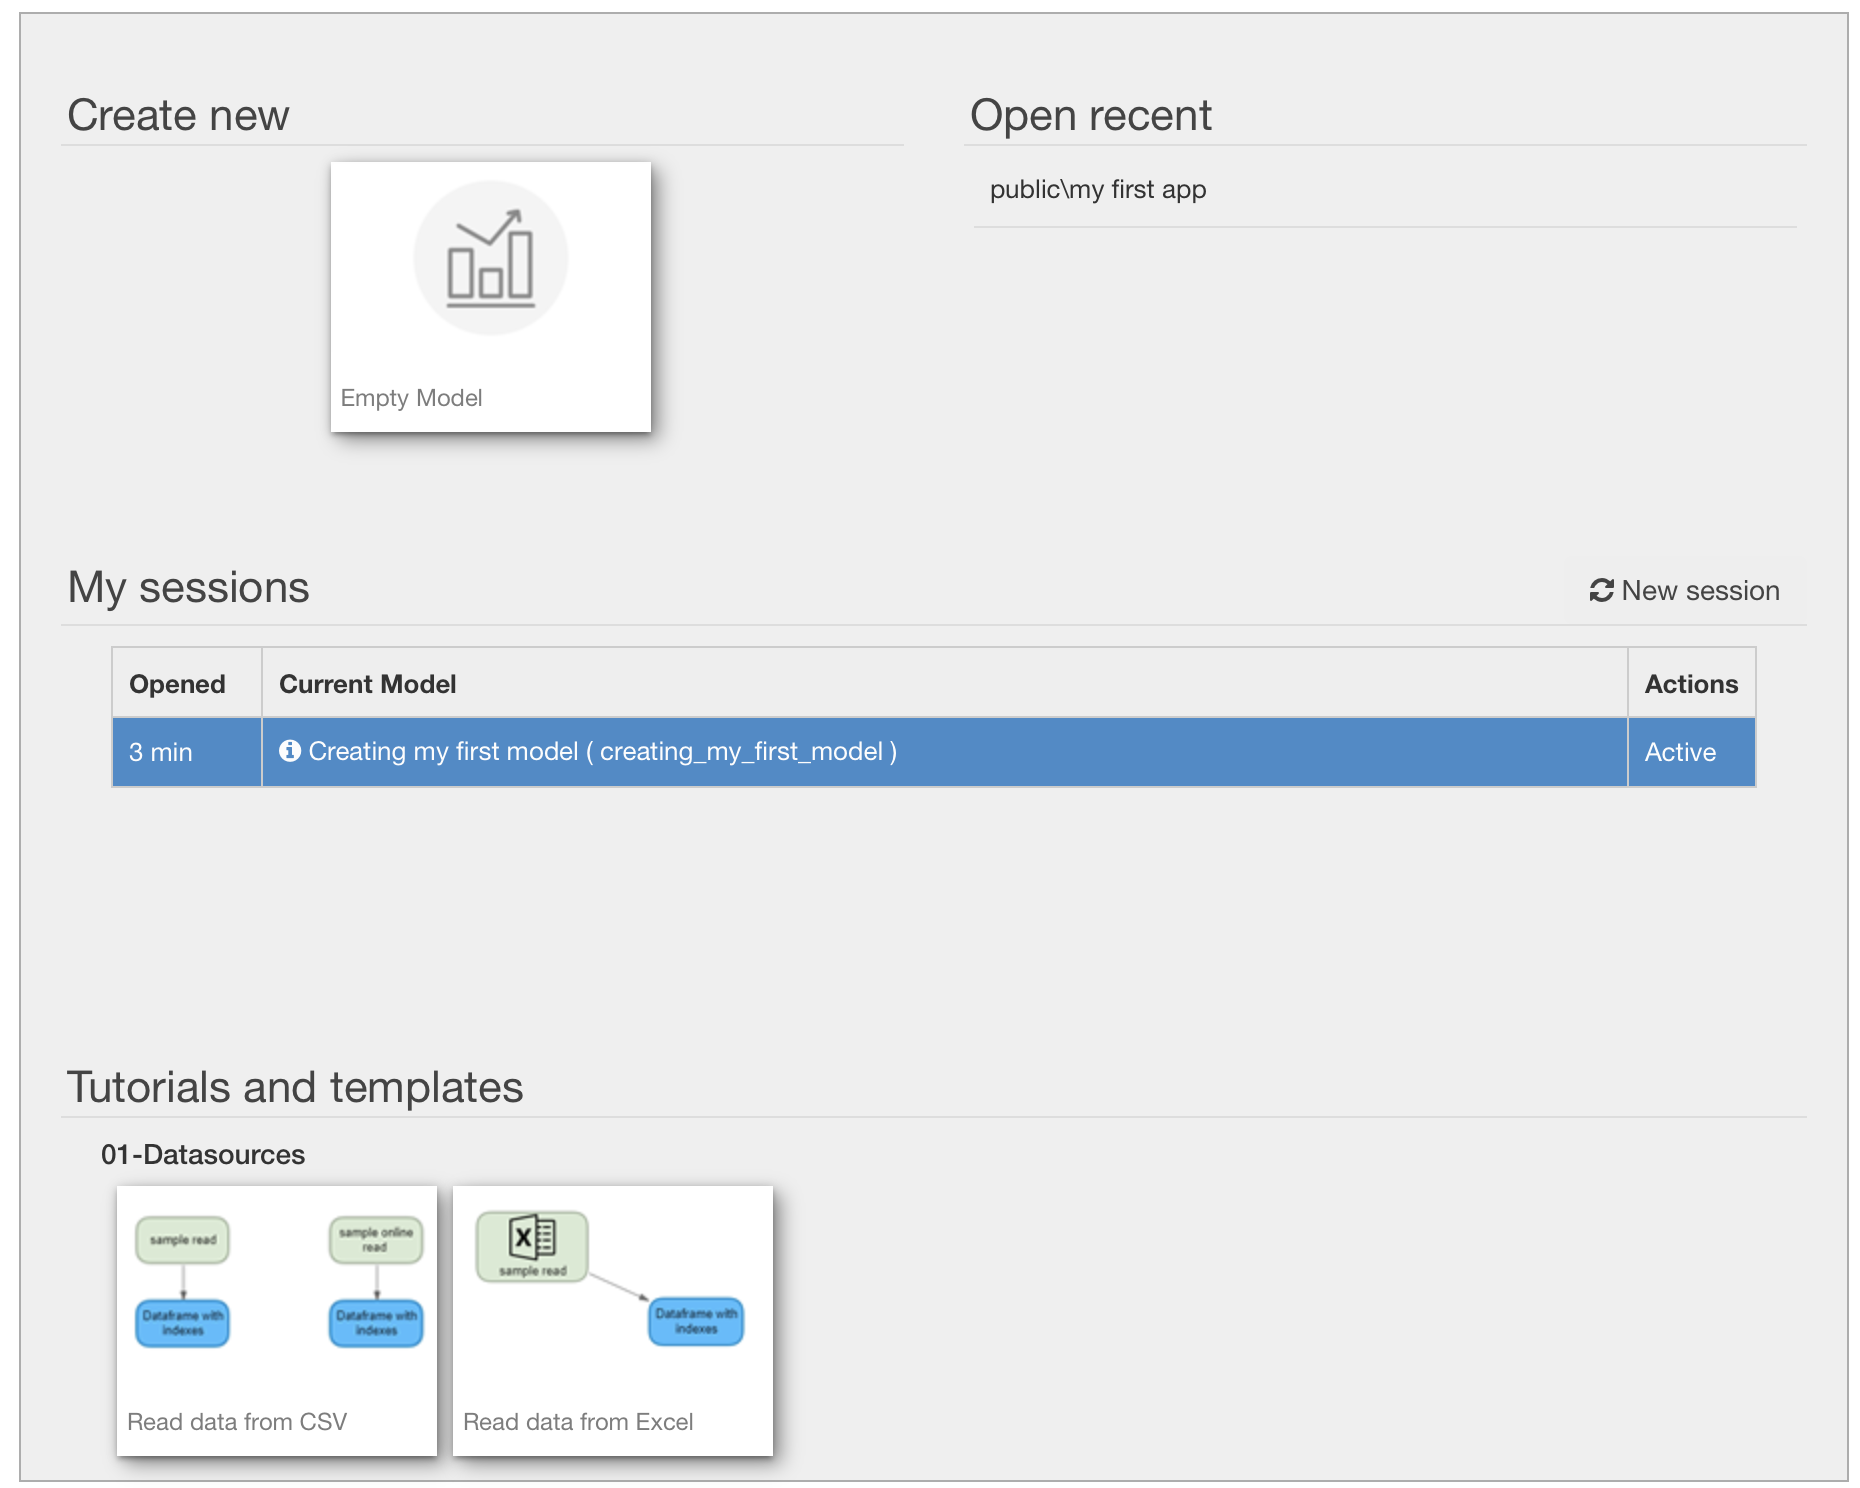 Create new
Open recent
public\my first app
Empty Model
My sessions
New session
Opened
Current Model
Actions
3 min
Creating my first model ( creating_my_first_model )
Active
Tutorials and templates
01-Datasources
sample read
sample online
read
Dataframe with
indexes
Dataframe with
indexes
Read data from CSV
X
sample read
Dataframe with
indexes
Read data from Excel